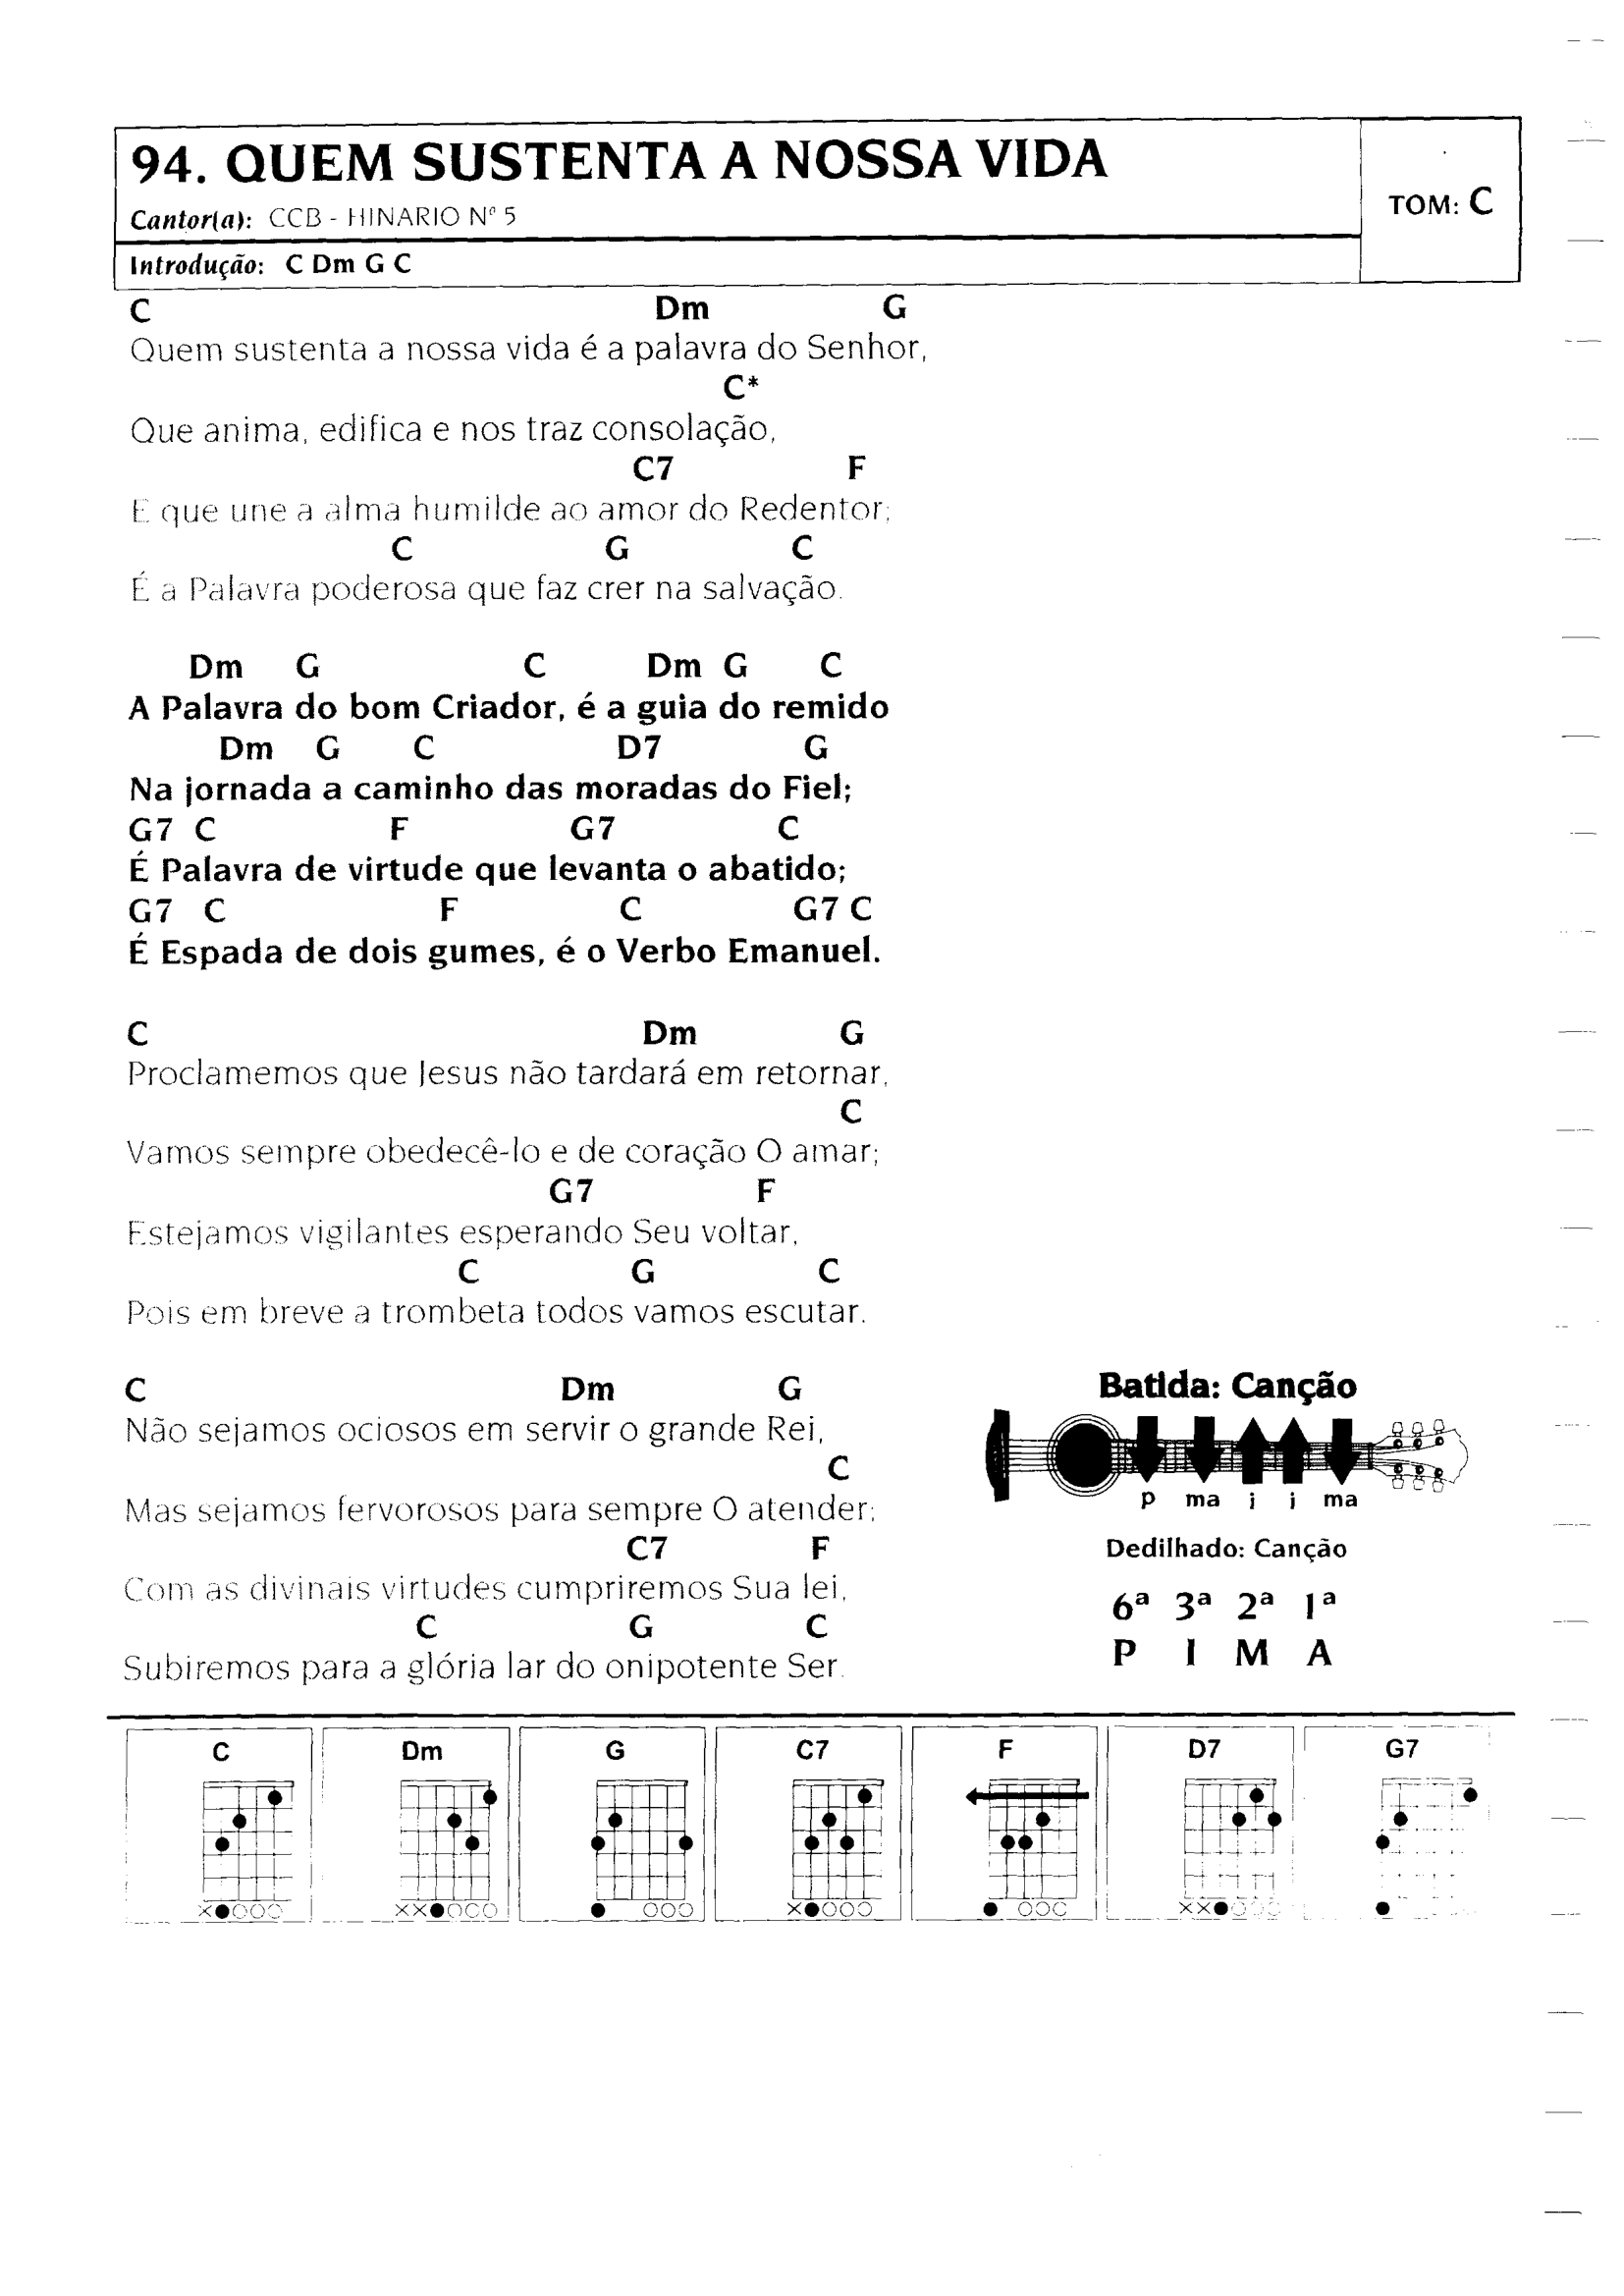 94. QUEM SUSTENTA A NOSSA VIDA
Cantor(a): CCB - HINARIO Nº 5
TOM: C
Introdução: C Dm G C
C Dm G
Quem sustenta a nossa vida é a palavra do Senhor,
C*
Que anima, edifica e nos traz consolação,
C7 F
E que une a alma humilde ao amor do Redentor;
C G C
É a Palavra poderosa que faz crer na salvação.
Dm G C Dm G C
A Palavra do bom Criador, é a guia do remido
Dm G C D7 G
Na jornada a caminho das moradas do Fiel;
G7 C F G7 C
É Palavra de virtude que levanta o abatido;
G7 C F C G7 C
É Espada de dois gumes, é o Verbo Emanuel.
C Dm G
Proclamemos que Jesus não tardará em retornar,
C
Vamos sempre obedecê-lo e de coração O amar;
G7 F
Estejamos vigilantes esperando Seu voltar,
C G C
Pois em breve a trombeta todos vamos escutar.
C Dm G
Não sejamos ociosos em servir o grande Rei,
C
Mas sejamos fervorosos para sempre O atender;
C7 F
Com as divinais virtudes cumpriremos Sua lei,
C G C
Subiremos para a glória lar do onipotente Ser.
Batida: Canção
p ma i i ma
Dedilhado: Canção
6ª 3ª 2ª 1ª
P I M A
C Dm G C7 F D7 G7